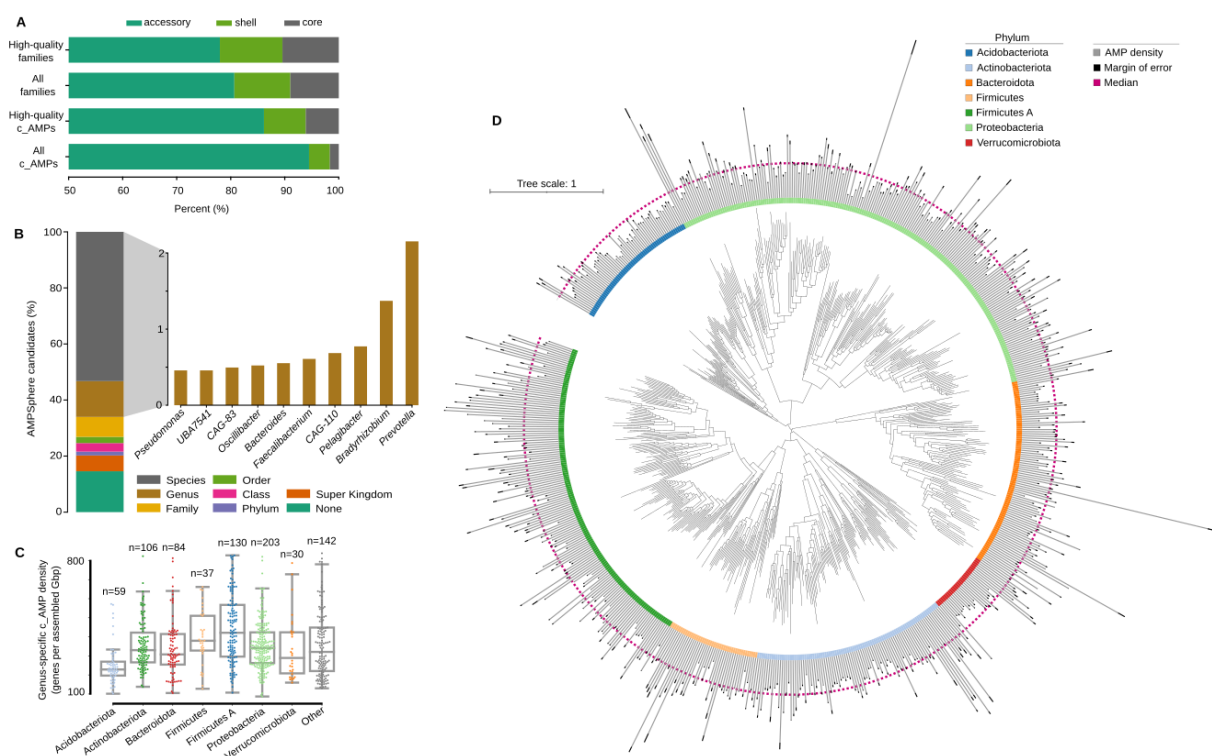 A
accessory shell core
High-quality
families
All
families
High-quality
c_AMPs
All
c_AMPs
50 60 70 80 90 100
Percent (%)
B
AMPSphere candidates (%)
100
80
60
40
20
0
2
1
0
Pseudomonas
UBA7541
CAG-83
Oscillibacter
Bacteroides
Faecalibacterium
CAG-110
Pelagibacter
Bradyrhizobium
Prevotella
Species Order
Genus Class Super Kingdom
Family Phylum None
C
Genus-specific c_AMP density
(genes per assembled Gbp)
800
100
n=59
n=106
n=84
n=37
n=130
n=203
n=30
n=142
Acidobacteriota
Actinobacteriota
Bacteroidota
Firmicutes
Firmicutes A
Proteobacteria
Verrucomicrobiota
Other
D
Tree scale: 1
Phylum
Acidobacteriota
Actinobacteriota
Bacteroidota
Firmicutes
Firmicutes A
Proteobacteria
Verrucomicrobiota
AMP density
Margin of error
Median